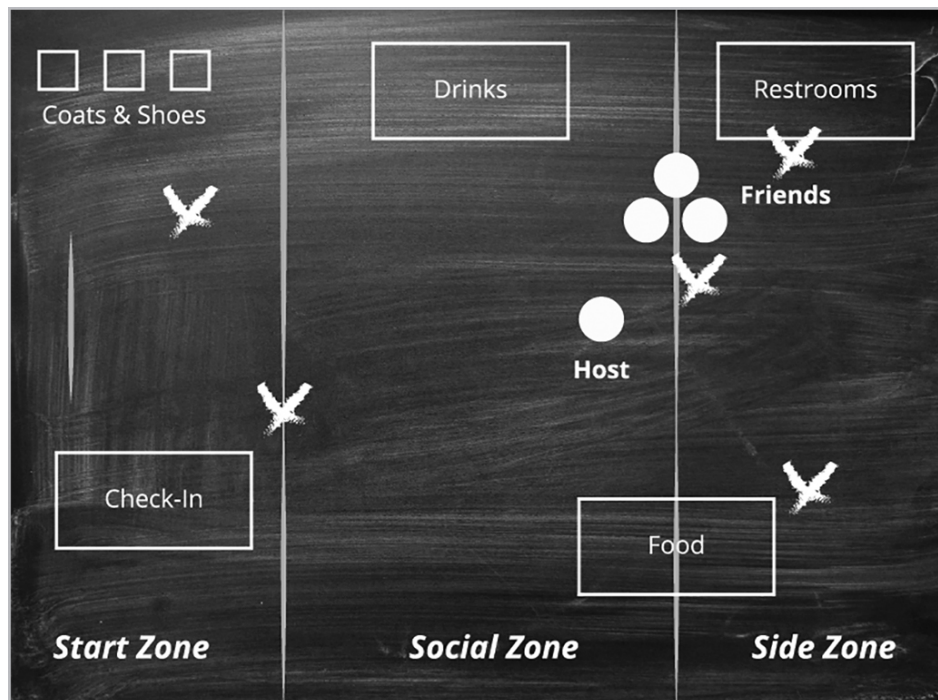 Coats & Shoes
Drinks
Restrooms
Friends
Host
Check-In
Food
Start Zone
Social Zone
Side Zone